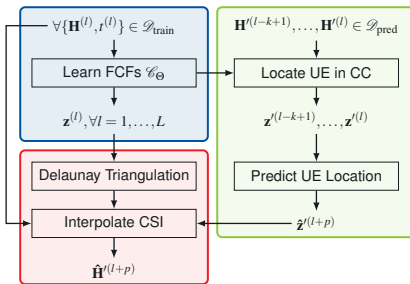 ∀{𝐇^(l), t^(l)} ∈ 𝒟_train
Learn FCFs 𝒞_Θ
𝐳^(l), ∀l = 1, …, L
Delaunay Triangulation
Interpolate CSI
Ĥ′^(l+p)
𝐇′^(l−k+1), …, 𝐇′^(l) ∈ 𝒟_pred
Locate UE in CC
𝐳′^(l−k+1), …, 𝐳′^(l)
Predict UE Location
ẑ′^(l+p)